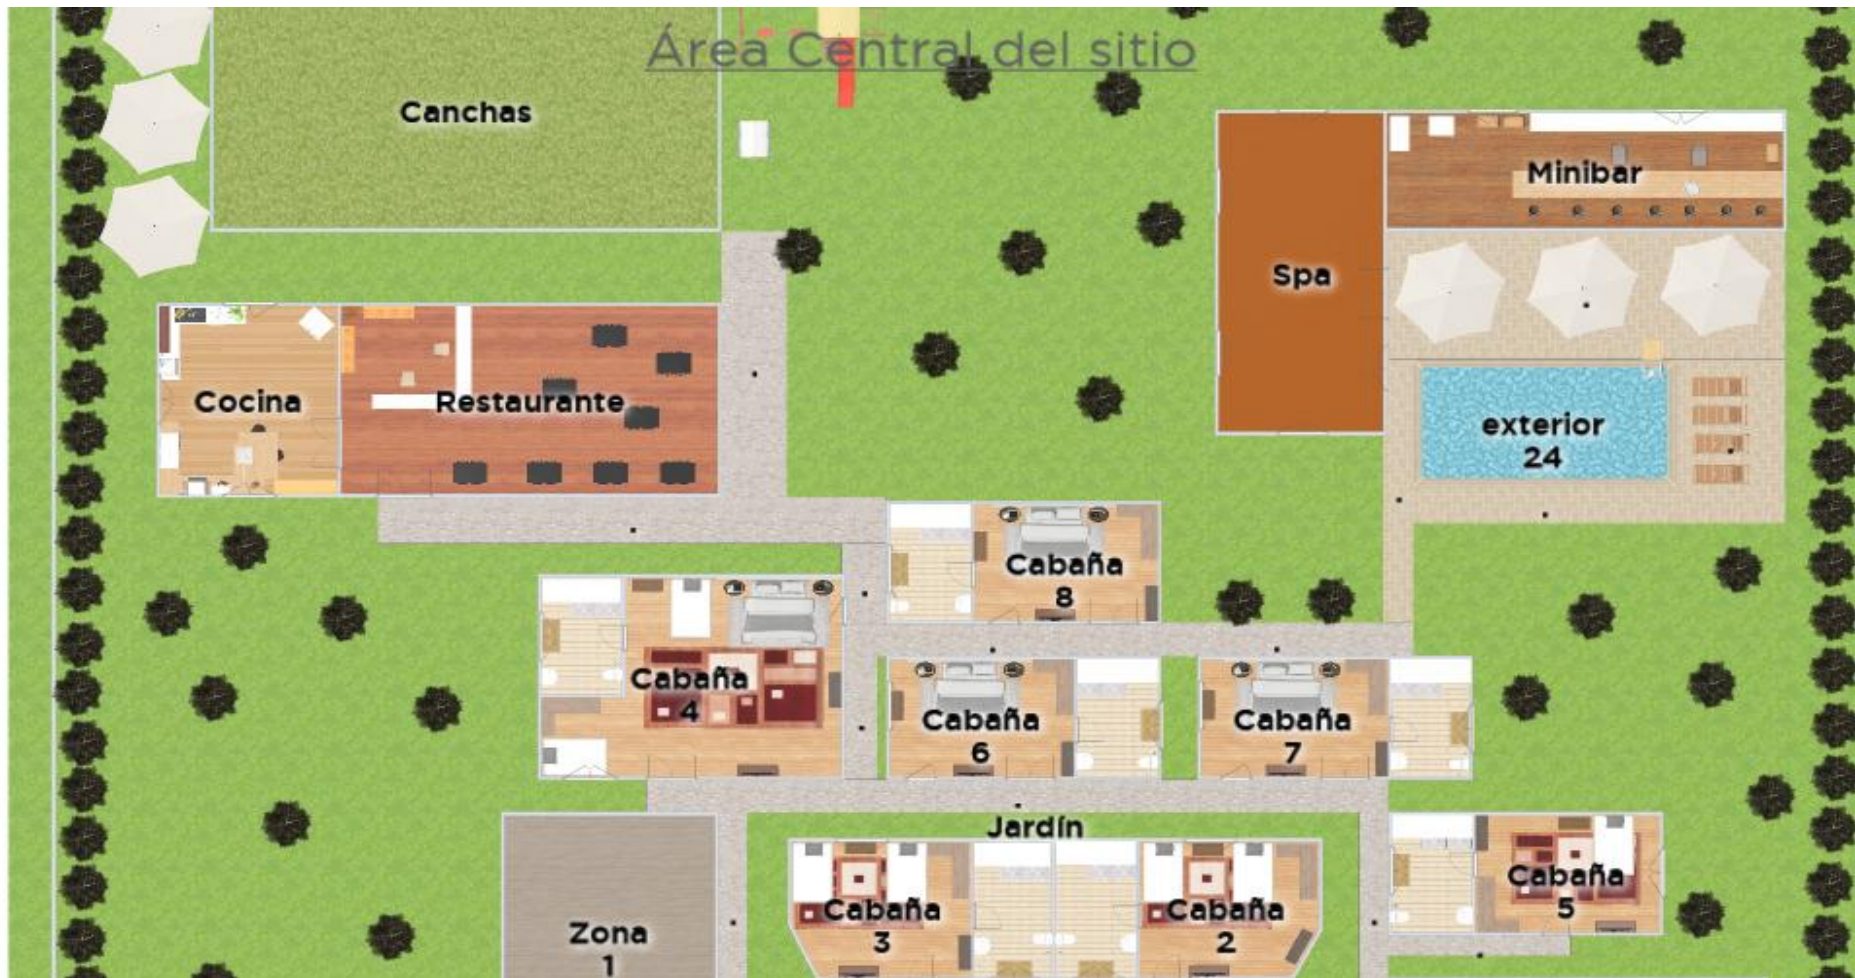 Área Central del sitio
Canchas
Minibar
Spa
Cocina
Restaurante
exterior
24
Cabaña
8
Cabaña
4
Cabaña
6
Cabaña
7
Jardín
Cabaña
5
Cabaña
3
Cabaña
2
Zona
1